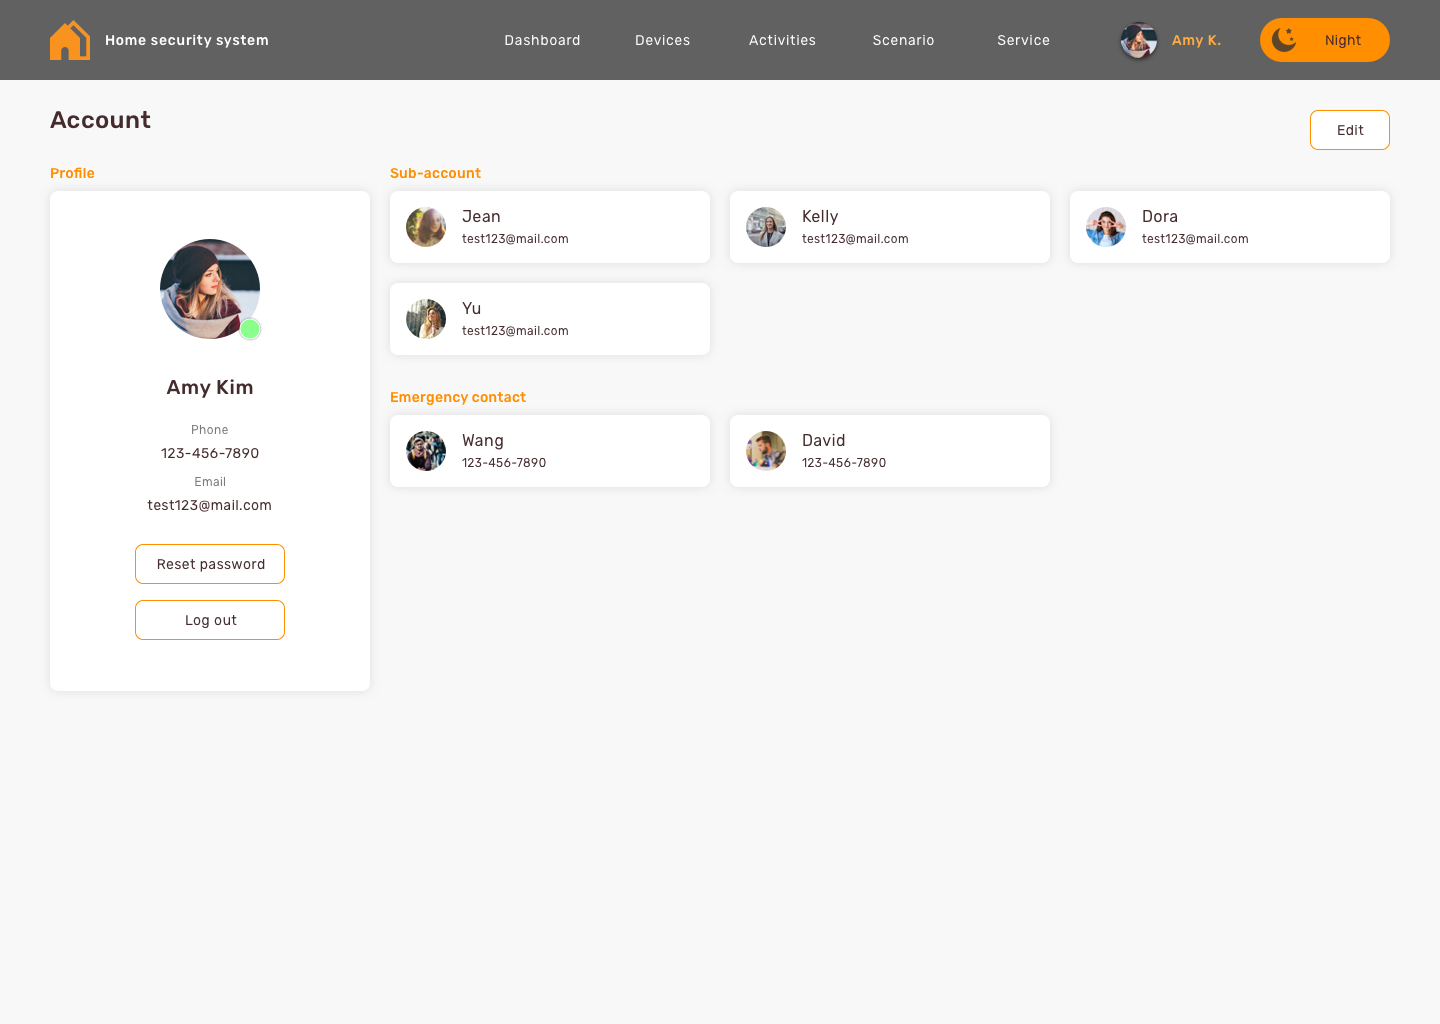 Home security system
Dashboard
Devices
Activities
Scenario
Service
Amy K.
Night
Account
Edit
Profile
Amy Kim
Phone
123-456-7890
Email
test123@mail.com
Reset password
Log out
Sub-account
Jean
test123@mail.com
Kelly
test123@mail.com
Dora
test123@mail.com
Yu
test123@mail.com
Emergency contact
Wang
123-456-7890
David
123-456-7890